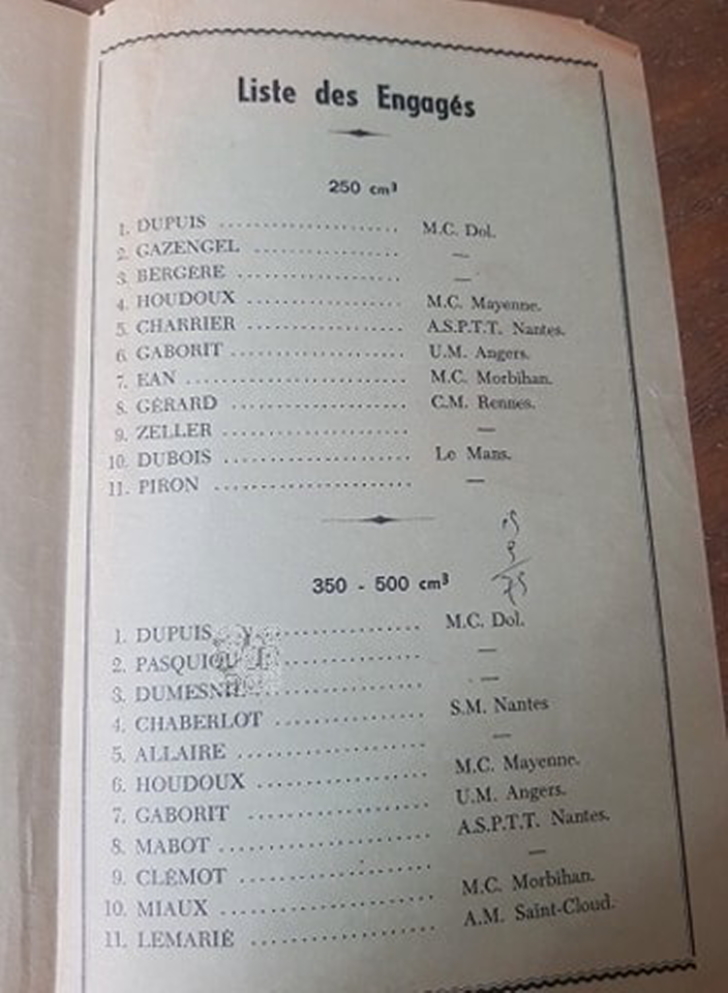 Liste des Engagés
250 cm³
1. DUPUIS .................... M.C. Dol.
2. GAZENGEL .................... —
3. BERGÈRE .................... —
4. HOUDOUX .................... M.C. Mayenne.
5. CHARRIER .................... A.S.P.T.T. Nantes.
6. GABORIT .................... U.M. Angers.
7. EAN .................... M.C. Morbihan.
8. GÉRARD .................... C.M. Rennes.
9. ZELLER .................... —
10. DUBOIS .................... Le Mans.
11. PIRON .................... —
350 - 500 cm³
1. DUPUIS .................... M.C. Dol.
2. PASQUIOU .................... —
3. DUMESNIL .................... —
4. CHABERLOT .................... S.M. Nantes
5. ALLAIRE .................... —
6. HOUDOUX .................... M.C. Mayenne.
7. GABORIT .................... U.M. Angers.
8. MABOT .................... A.S.P.T.T. Nantes.
9. CLÉMOT .................... —
10. MIAUX .................... M.C. Morbihan.
11. LEMARIÉ .................... A.M. Saint-Cloud.